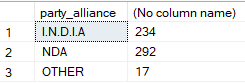 party_alliance (No column name)
1 I.N.D.I.A 234
2 NDA 292
3 OTHER 17